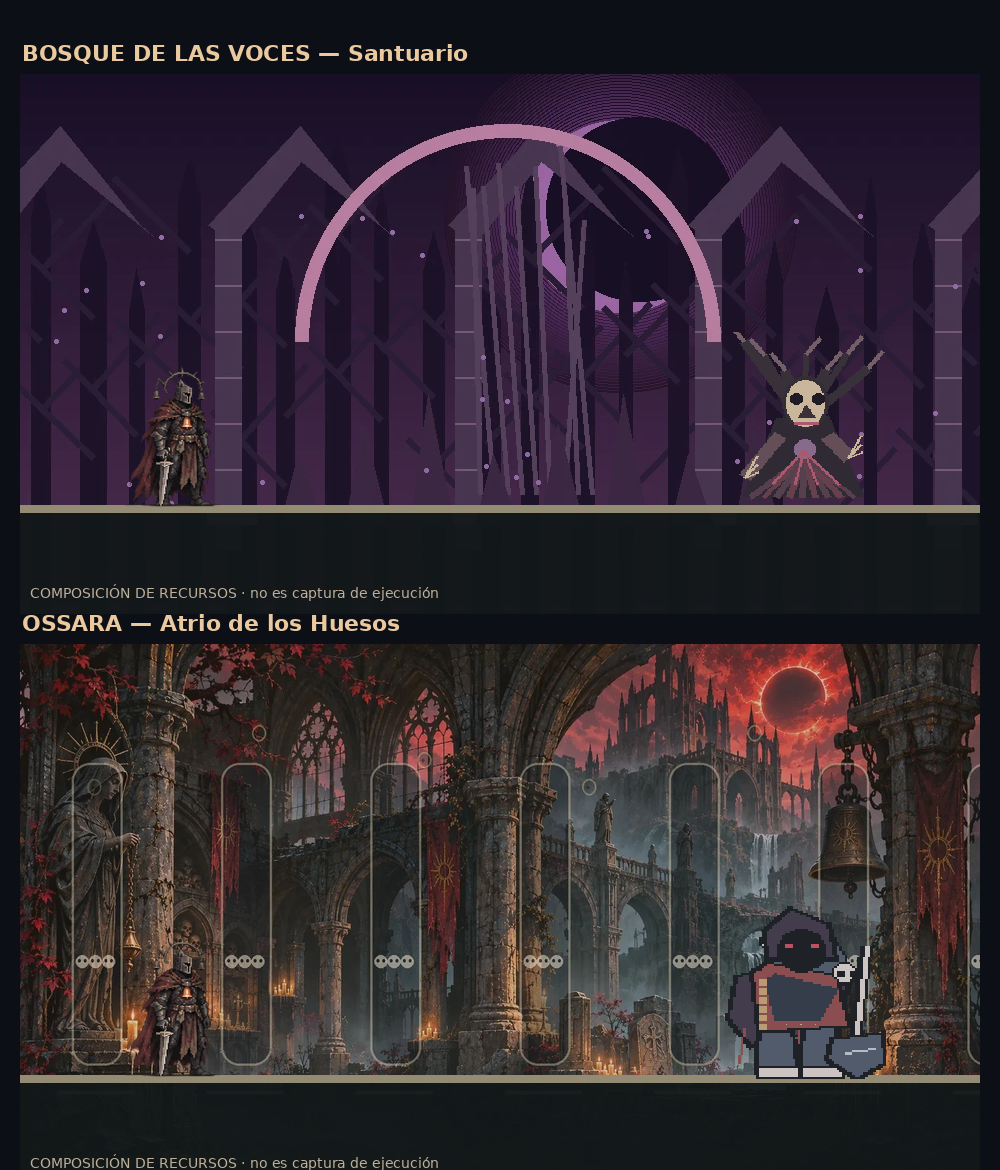 BOSQUE DE LAS VOCES — Santuario
COMPOSICIÓN DE RECURSOS · no es captura de ejecución
OSSARA — Atrio de los Huesos
COMPOSICIÓN DE RECURSOS · no es captura de ejecución